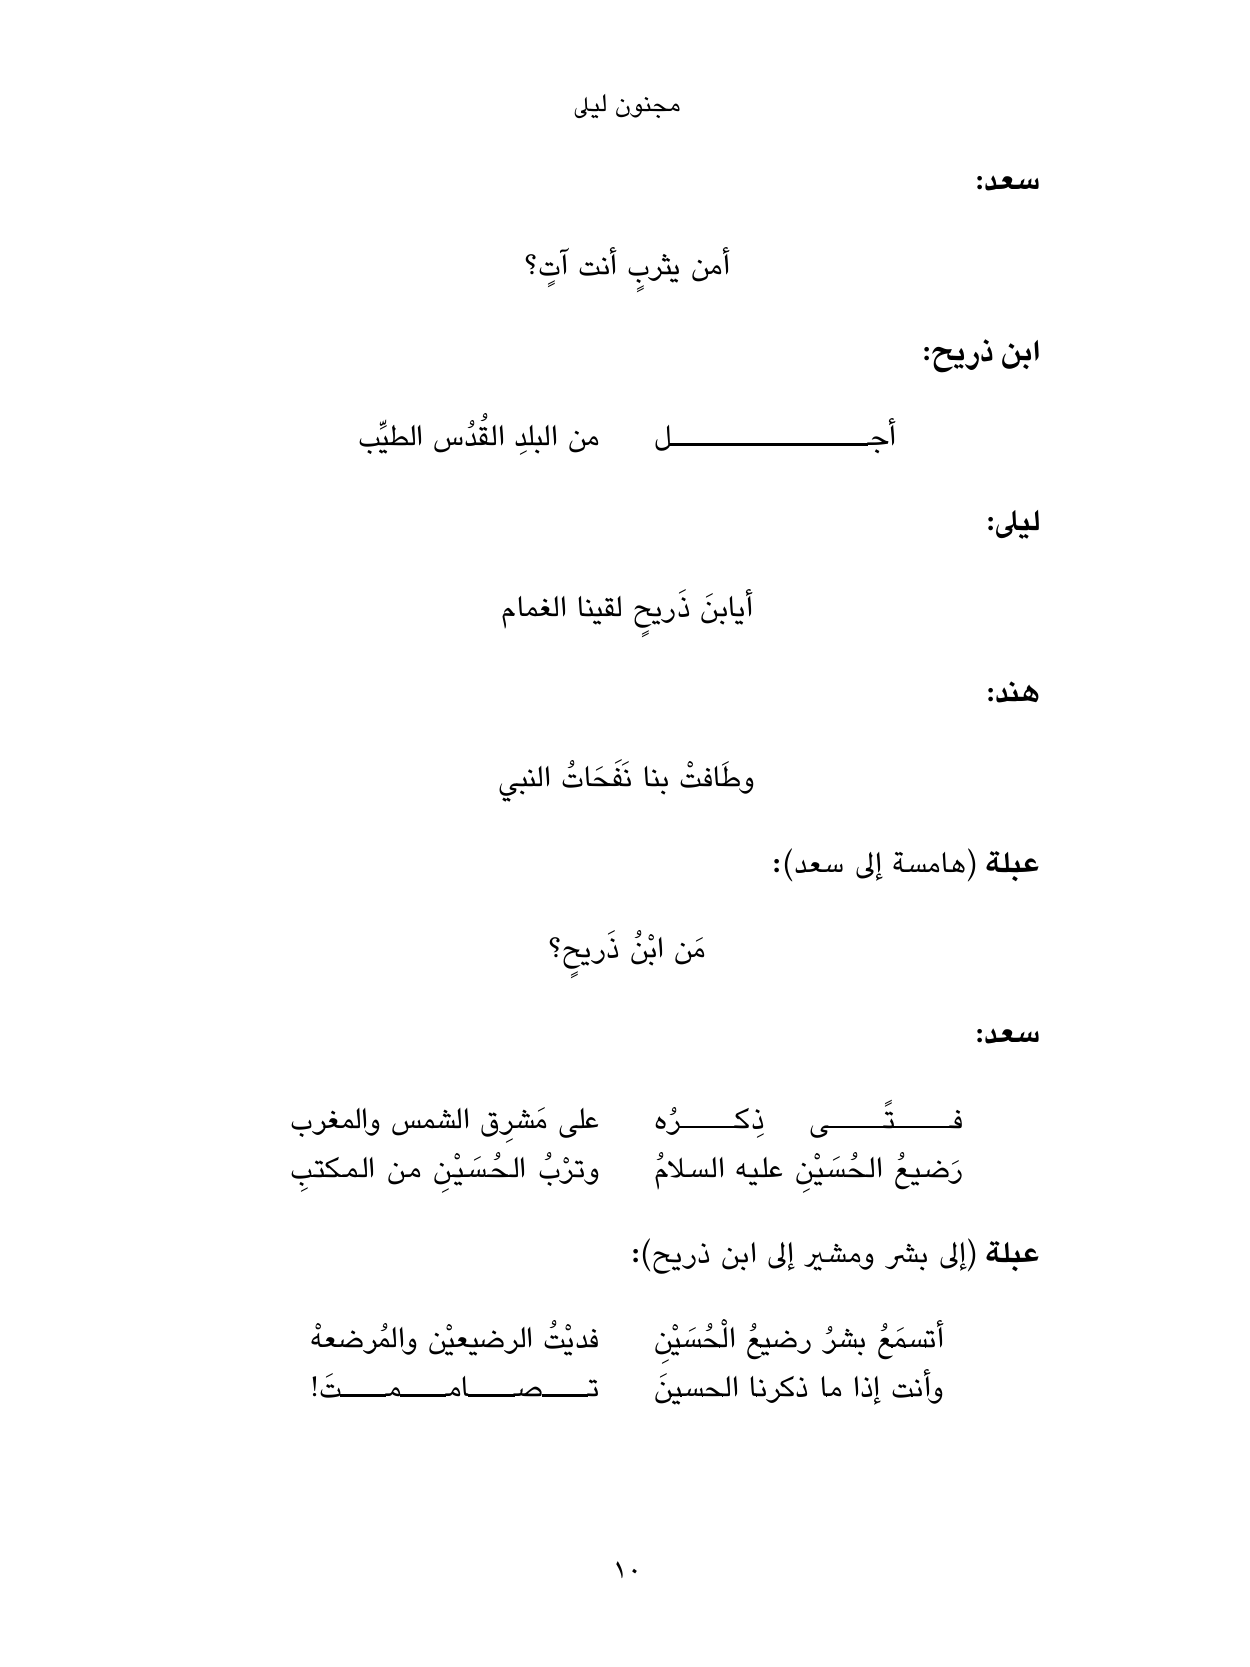 مجنون ليلى
سعد:
أمن يثربٍ أنت آتٍ؟
ابن ذريح:
أجـــــــــــــــل من البلدِ القُدُس الطيِّب
ليلى:
أيابنَ ذَريحٍ لقينا الغمام
هند:
وطَافتْ بنا نَفَحَاتُ النبي
عبلة (هامسة إلى سعد):
مَن ابْنُ ذَريحٍ؟
سعد:
فـــــتًـــــى ذِكـــــرُه على مَشرِق الشمس والمغرب
رَضيعُ الحُسَيْنِ عليه السلامُ وترْبُ الحُسَيْنِ من المكتبِ
عبلة (إلى بشر ومشير إلى ابن ذريح):
أتسمَعُ بشرُ رضيعُ الْحُسَيْنِ فديْتُ الرضيعيْن والمُرضعهْ
وأنت إذا ما ذكرنا الحسينَ تـــــصـــــامـــــمـــــتَ!
١٠